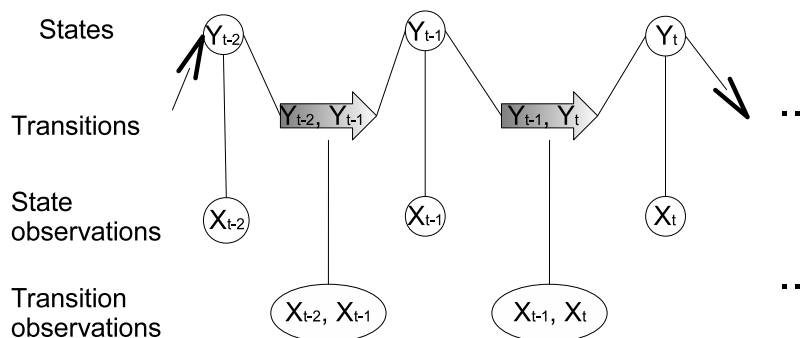 States
Y_{t-2}
Y_{t-1}
Y_t
Transitions
Y_{t-2}, Y_{t-1}
Y_{t-1}, Y_t
..
State
observations
X_{t-2}
X_{t-1}
X_t
Transition
observations
X_{t-2}, X_{t-1}
X_{t-1}, X_t
..